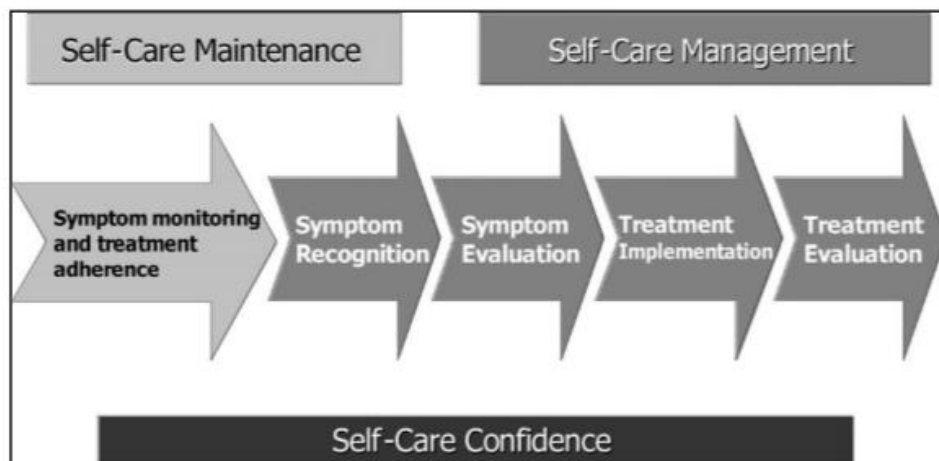 Self-Care Maintenance
Self-Care Management
Symptom monitoring
and treatment
adherence
Symptom
Recognition
Symptom
Evaluation
Treatment
Implementation
Treatment
Evaluation
Self-Care Confidence